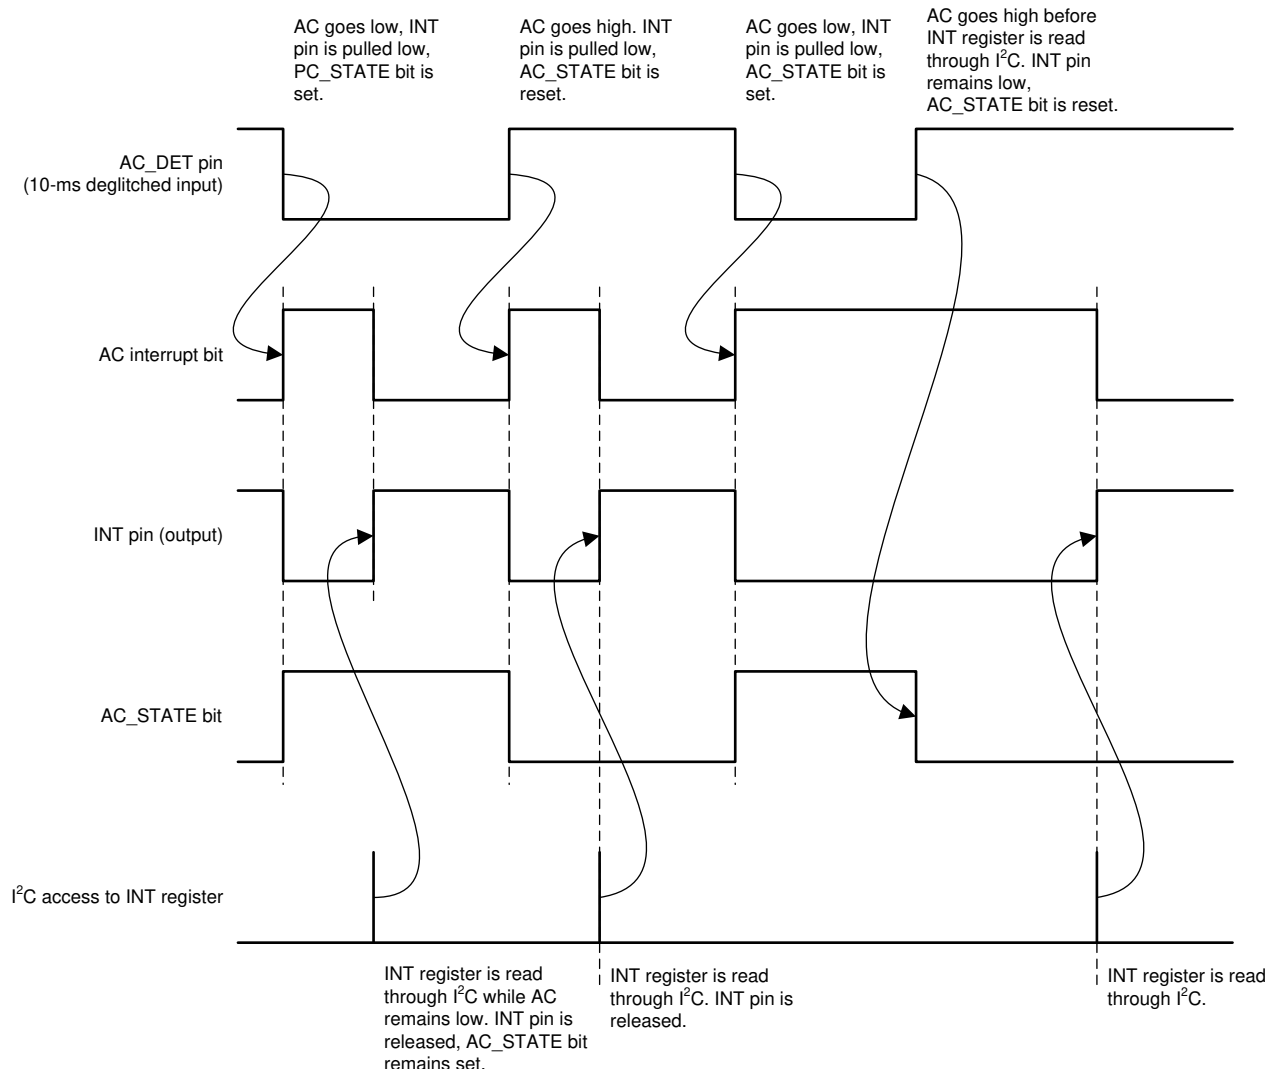 AC goes low, INT
pin is pulled low,
PC_STATE bit is
set.
AC goes high. INT
pin is pulled low,
AC_STATE bit is
reset.
AC goes low, INT
pin is pulled low,
AC_STATE bit is
set.
AC goes high before
INT register is read
through I²C. INT pin
remains low,
AC_STATE bit is reset.
AC_DET pin
(10-ms deglitched input)
AC interrupt bit
INT pin (output)
AC_STATE bit
I²C access to INT register
INT register is read
through I²C while AC
remains low. INT pin is
released, AC_STATE bit
remains set.
INT register is read
through I²C. INT pin is
released.
INT register is read
through I²C.